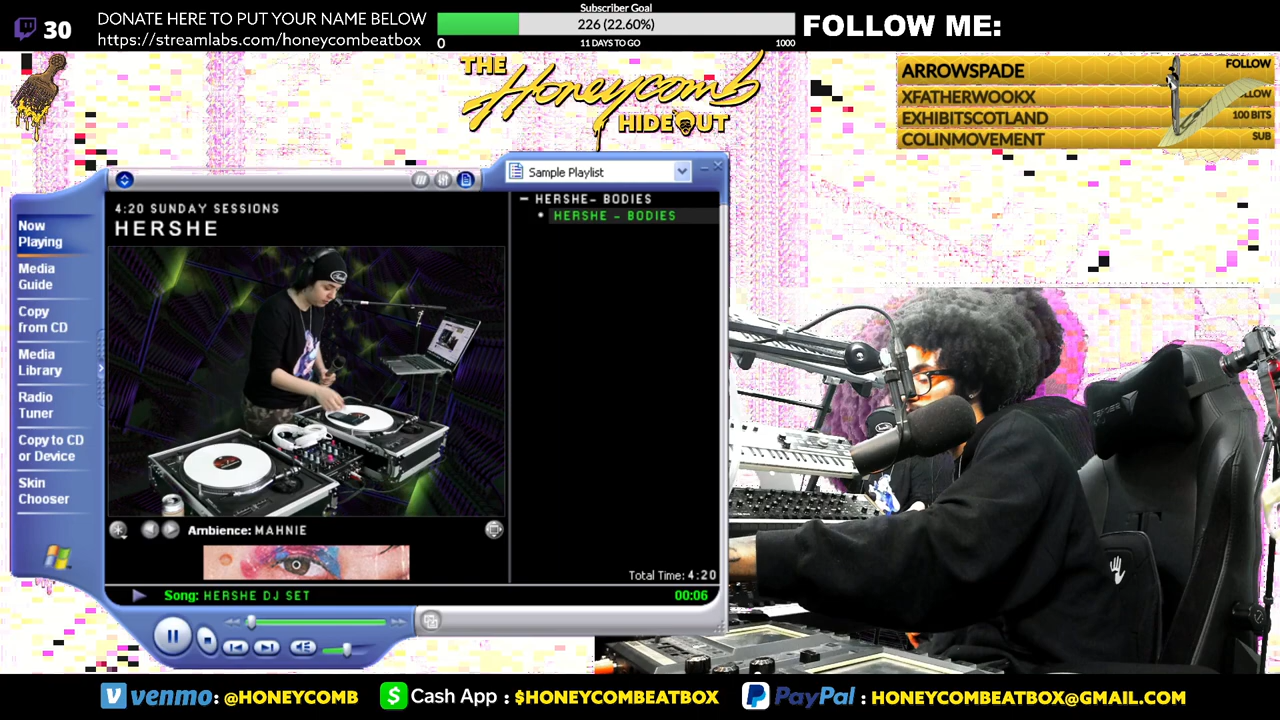 30
DONATE HERE TO PUT YOUR NAME BELOW
https://streamlabs.com/honeycombeatbox
Subscriber Goal
226 (22.60%)
0
11 DAYS TO GO
1000
FOLLOW ME:
THE
Honeycomb
HIDEOUT
ARROWSPADE
FOLLOW
XFATHERWOOKX
LLOW
EXHIBITSCOTLAND
100 BITS
COLINMOVEMENT
SUB
Sample Playlist
4:20 SUNDAY SESSIONS
HERSHE
HERSHE- BODIES
HERSHE - BODIES
Now
Playing
Media
Guide
Copy
from CD
Media
Library
Radio
Tuner
Copy to CD
or Device
Skin
Chooser
Ambience: MAHNIE
Total Time: 4:20
Song: HERSHE DJ SET
00:06
venmo: @HONEYCOMB
Cash App : $HONEYCOMBEATBOX
PayPal : HONEYCOMBEATBOX@GMAIL.COM